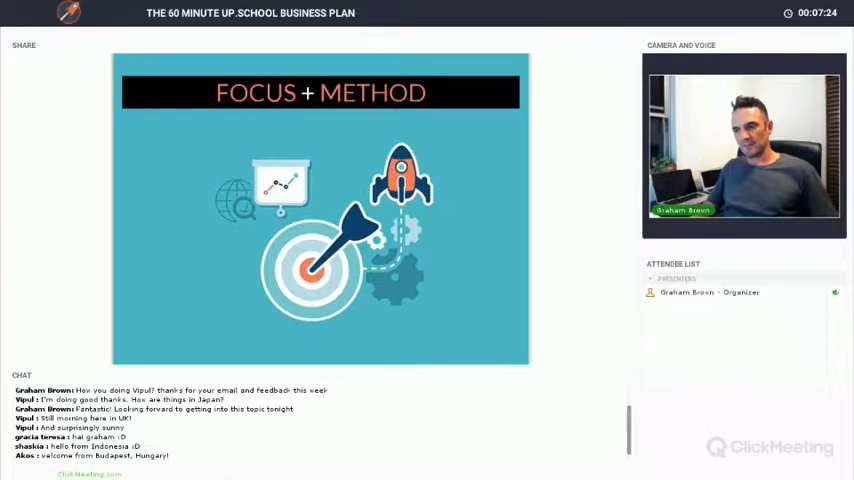 THE 60 MINUTE UP.SCHOOL BUSINESS PLAN
00:07:24
SHARE
FOCUS + METHOD
CAMERA AND VOICE
Graham Brown
ATTENDEE LIST
PRESENTERS
Graham Brown - Organizer
CHAT
Graham Brown: How you doing Vipul? thanks for your email and feedback this week
Vipul : I'm doing good thanks. How are things in Japan?
Graham Brown: Fantastic! Looking forward to getting into this topic tonight
Vipul : Still morning here in UK!
Vipul : And surprisingly sunny
gracia teresa : hai graham :D
shaskia : hello from Indonesia :D
Akos : welcome from Budapest, Hungary!
ClickMeeting.com
ClickMeeting